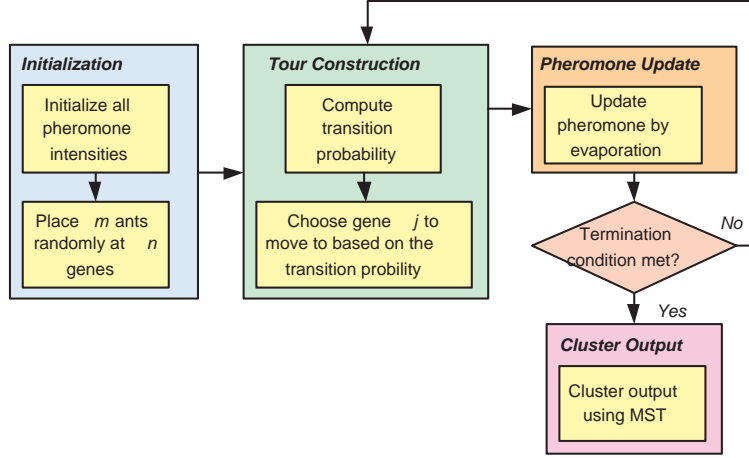 Initialization
Initialize all
pheromone
intensities
Place m ants
randomly at n
genes
Tour Construction
Compute
transition
probability
Choose gene j to
move to based on the
transition probility
Pheromone Update
Update
pheromone by
evaporation
Termination
condition met?
No
Yes
Cluster Output
Cluster output
using MST